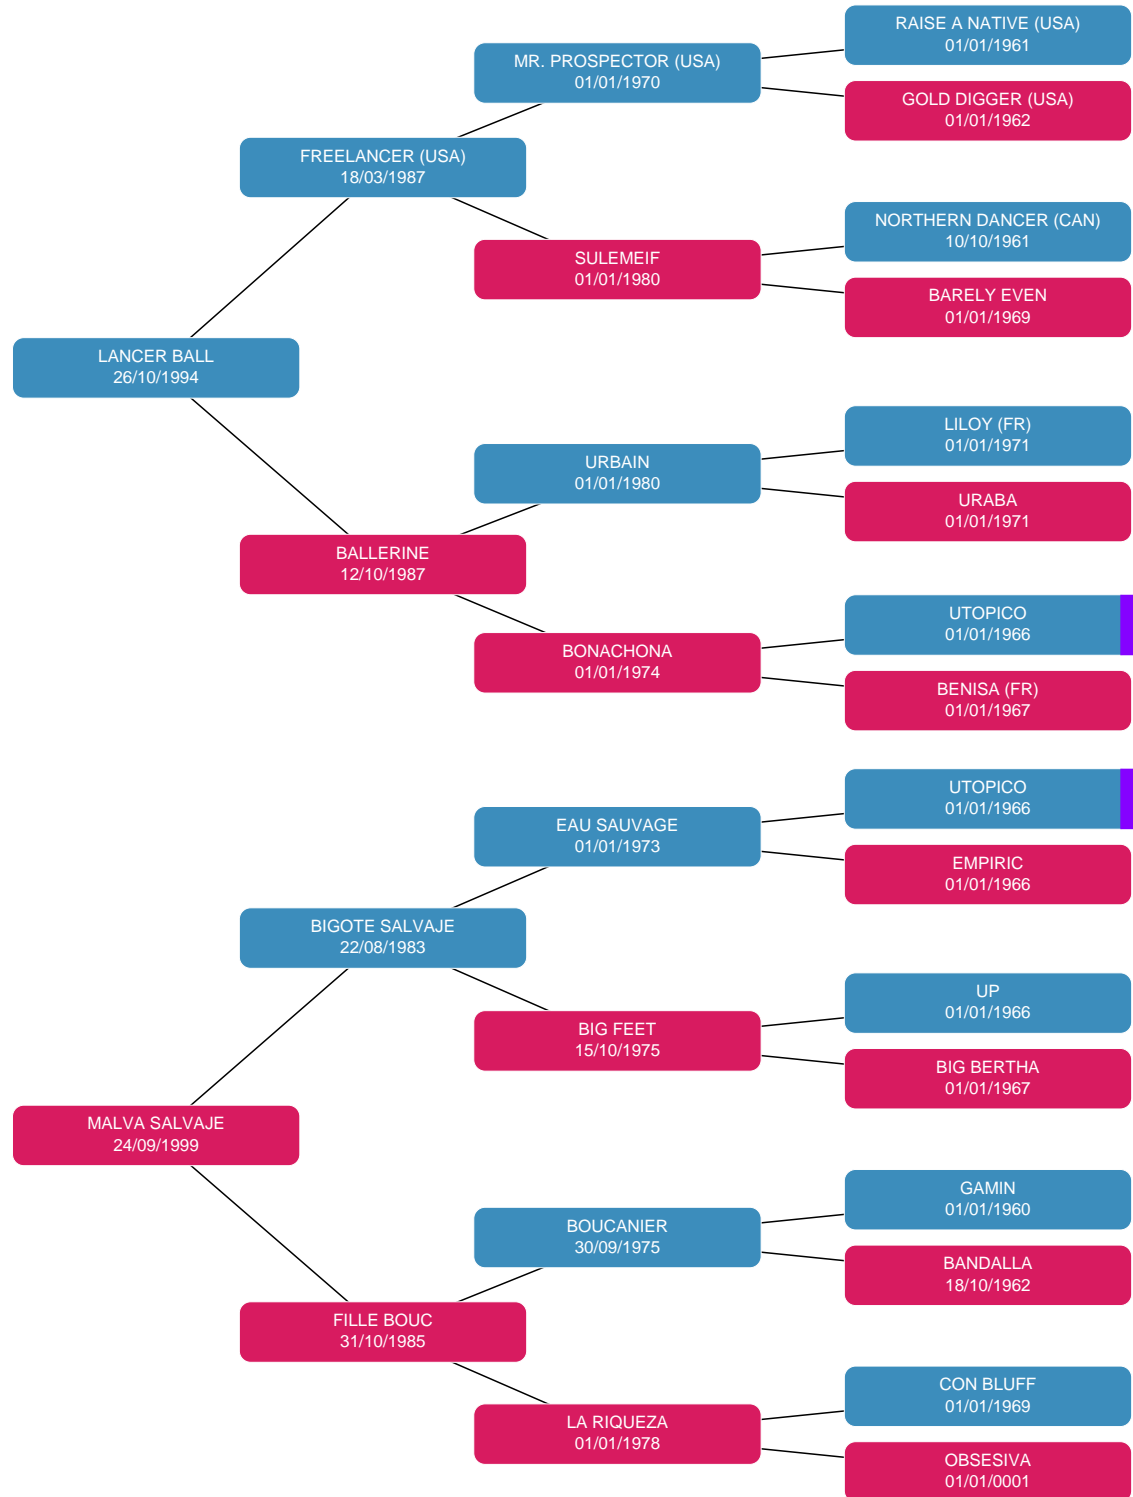 RAISE A NATIVE (USA)
01/01/1961
MR. PROSPECTOR (USA)
01/01/1970
GOLD DIGGER (USA)
01/01/1962
FREELANCER (USA)
18/03/1987
NORTHERN DANCER (CAN)
10/10/1961
SULEMEIF
01/01/1980
BARELY EVEN
01/01/1969
LANCER BALL
26/10/1994
LILOY (FR)
01/01/1971
URBAIN
01/01/1980
URABA
01/01/1971
BALLERINE
12/10/1987
UTOPICO
01/01/1966
BONACHONA
01/01/1974
BENISA (FR)
01/01/1967
UTOPICO
01/01/1966
EAU SAUVAGE
01/01/1973
EMPIRIC
01/01/1966
BIGOTE SALVAJE
22/08/1983
UP
01/01/1966
BIG FEET
15/10/1975
BIG BERTHA
01/01/1967
MALVA SALVAJE
24/09/1999
GAMIN
01/01/1960
BOUCANIER
30/09/1975
BANDALLA
18/10/1962
FILLE BOUC
31/10/1985
CON BLUFF
01/01/1969
LA RIQUEZA
01/01/1978
OBSESIVA
01/01/0001